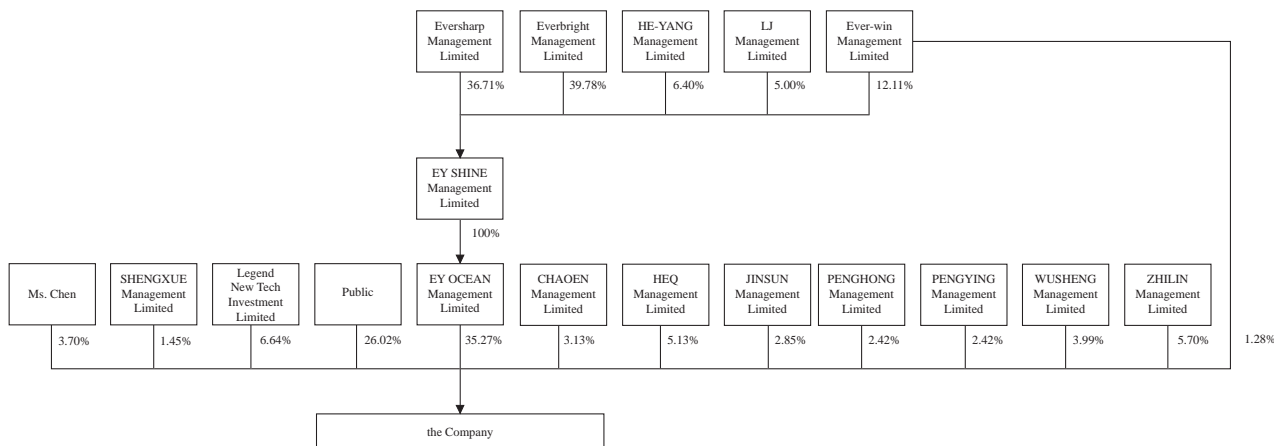 Eversharp
Management
Limited
Everbright
Management
Limited
HE-YANG
Management
Limited
LJ
Management
Limited
Ever-win
Management
Limited
36.71%
39.78%
6.40%
5.00%
12.11%
EY SHINE
Management
Limited
100%
Ms. Chen
SHENGXUE
Management
Limited
Legend
New Tech
Investment
Limited
Public
EY OCEAN
Management
Limited
CHAOEN
Management
Limited
HEQ
Management
Limited
JINSUN
Management
Limited
PENGHONG
Management
Limited
PENGYING
Management
Limited
WUSHENG
Management
Limited
ZHILIN
Management
Limited
3.70%
1.45%
6.64%
26.02%
35.27%
3.13%
5.13%
2.85%
2.42%
2.42%
3.99%
5.70%
1.28%
the Company